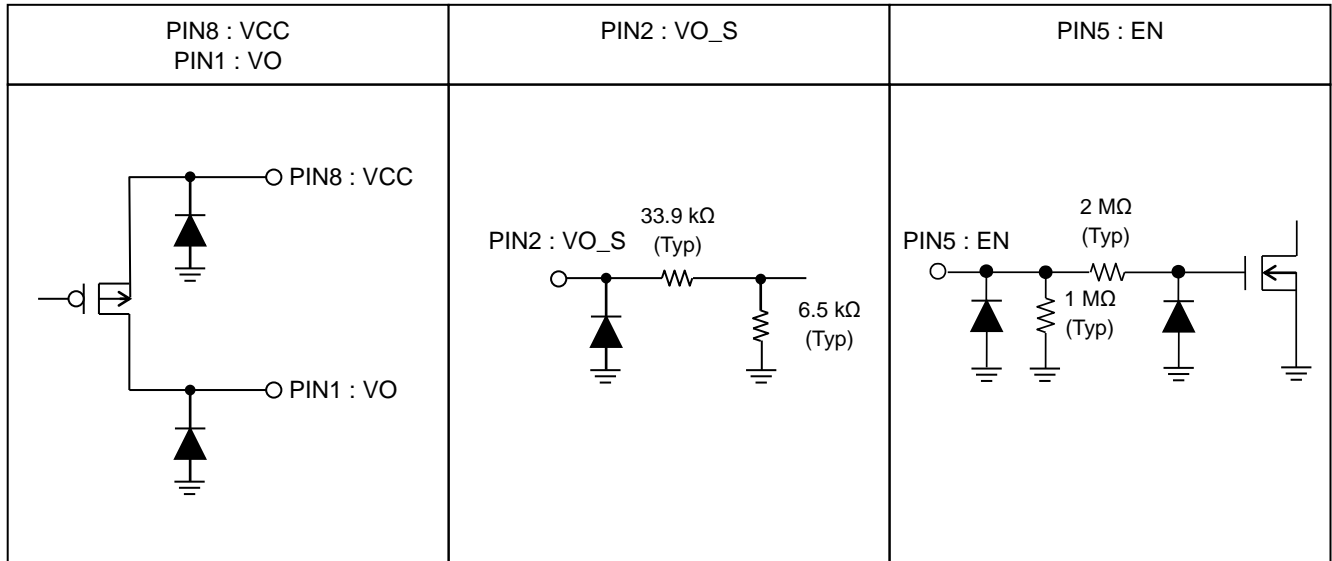 PIN8 : VCC
PIN1 : VO
PIN2 : VO_S
PIN5 : EN
PIN8 : VCC
PIN1 : VO
PIN2 : VO_S
33.9 kΩ
(Typ)
6.5 kΩ
(Typ)
PIN5 : EN
2 MΩ
(Typ)
1 MΩ
(Typ)